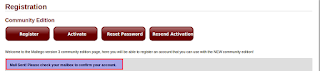 Registration
Community Edition
Register Activate Reset Password Resend Activation
Welcome to the Maltego version 3 community edition page, here you will be able to register an account that you can use with the NEW community edition!
Mail Sent! Please check your mailbox to confirm your account.